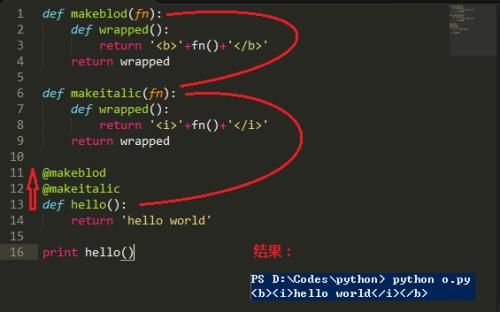 1 def makeblod(fn):
2     def wrapped():
3         return '<b>'+fn()+'</b>'
4     return wrapped
5
6 def makeitalic(fn):
7     def wrapped():
8         return '<i>'+fn()+'</i>'
9     return wrapped
10
11 @makeblod
12 @makeitalic
13 def hello():
14     return 'hello world'
15
16 print hello()
结果：
PS D:\Codes\python> python o.py
<b><i>hello world</i></b>